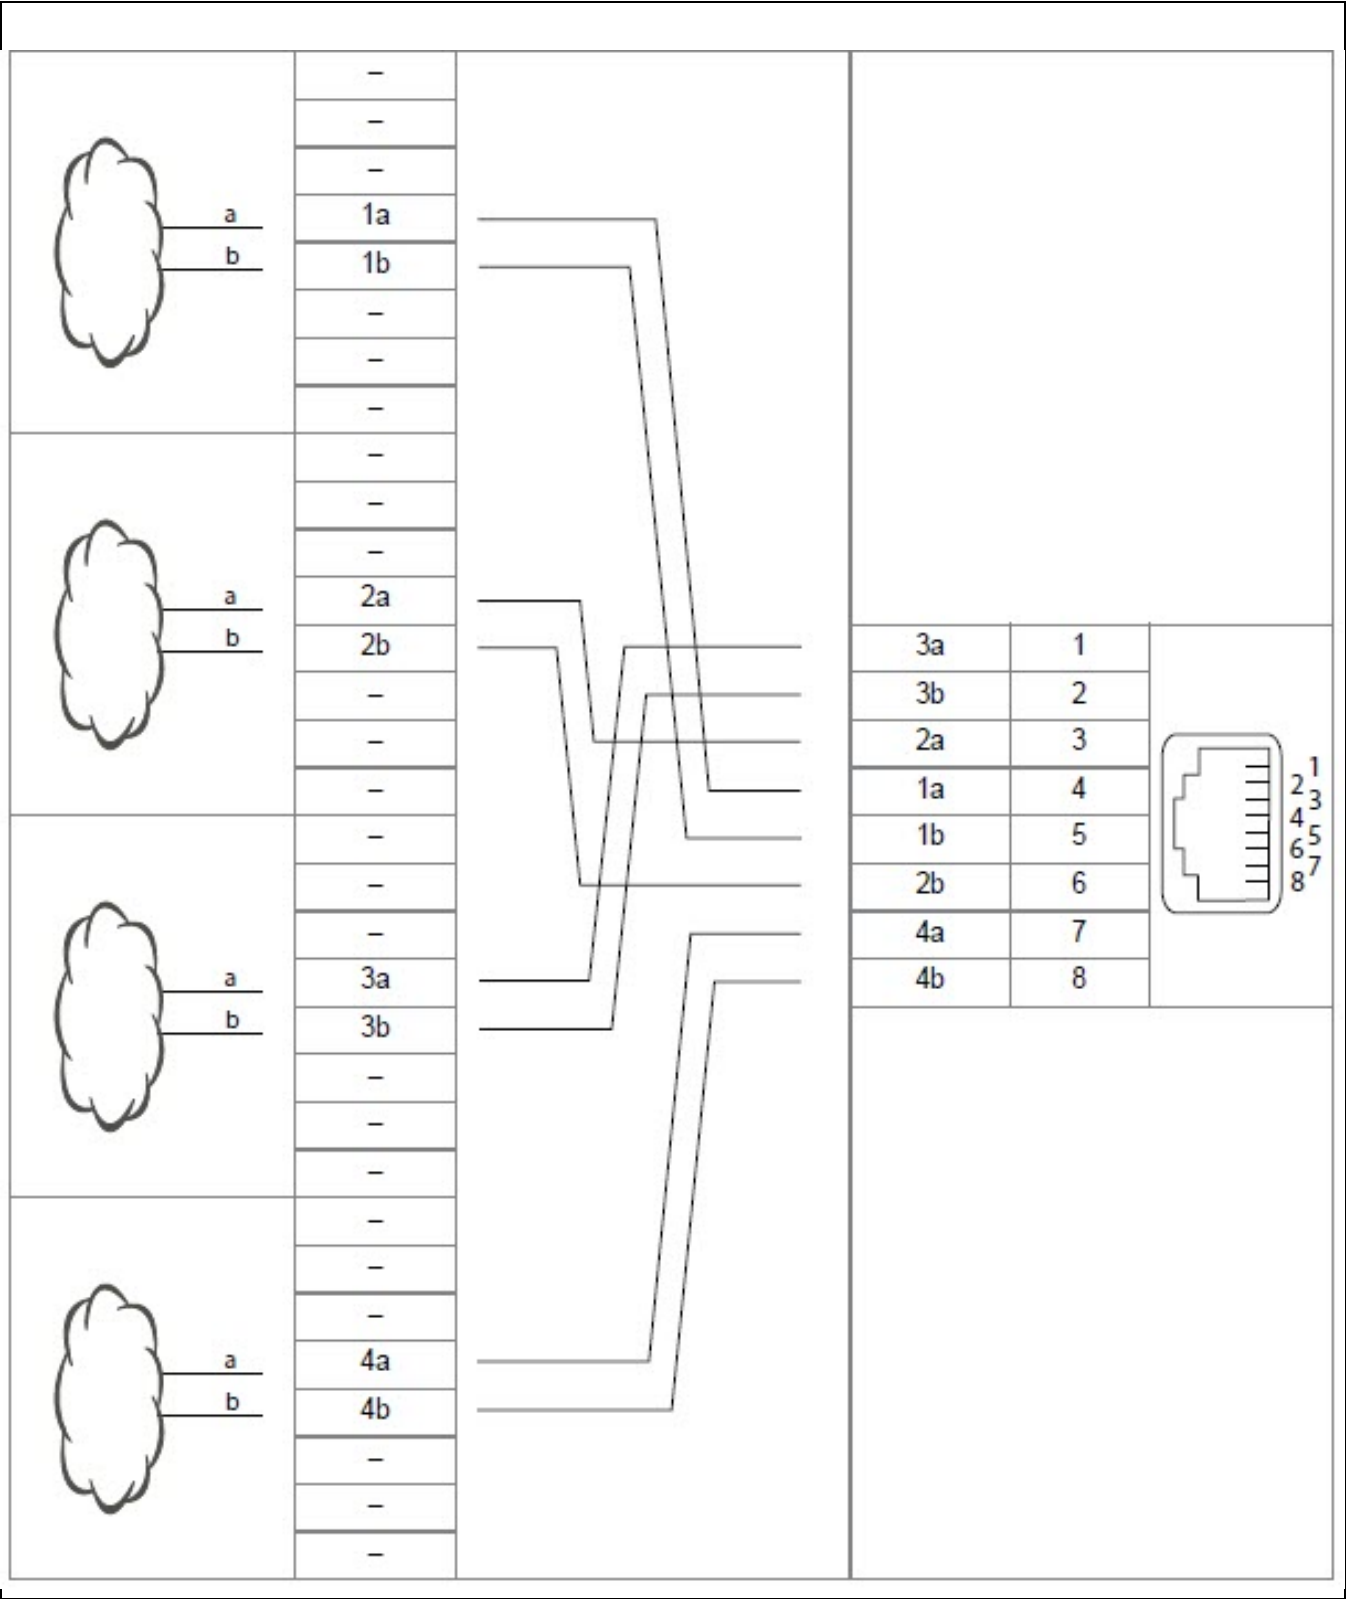 –
–
–
a 1a
b 1b
–
–
–
–
–
–
a 2a
b 2b
–
–
–
–
–
–
a 3a
b 3b
–
–
–
–
–
–
a 4a
b 4b
–
–
–
3a 1
3b 2
2a 3
1a 4
1b 5
2b 6
4a 7
4b 8
1
2
3
4
5
6
7
8